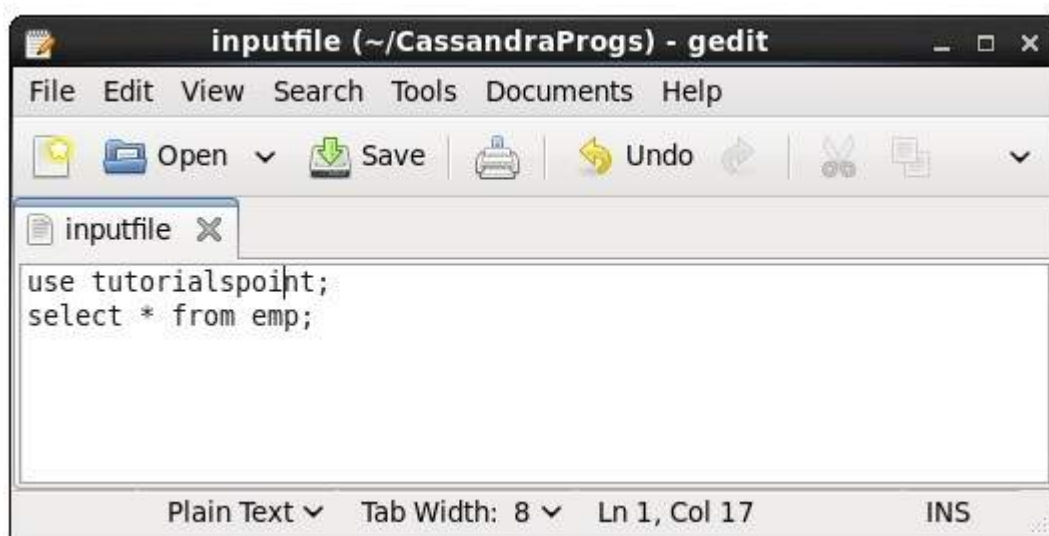 inputfile (~/CassandraProgs) - gedit
File Edit View Search Tools Documents Help
Open Save Undo
inputfile
use tutorialspoint;
select * from emp;
Plain Text Tab Width: 8 Ln 1, Col 17 INS